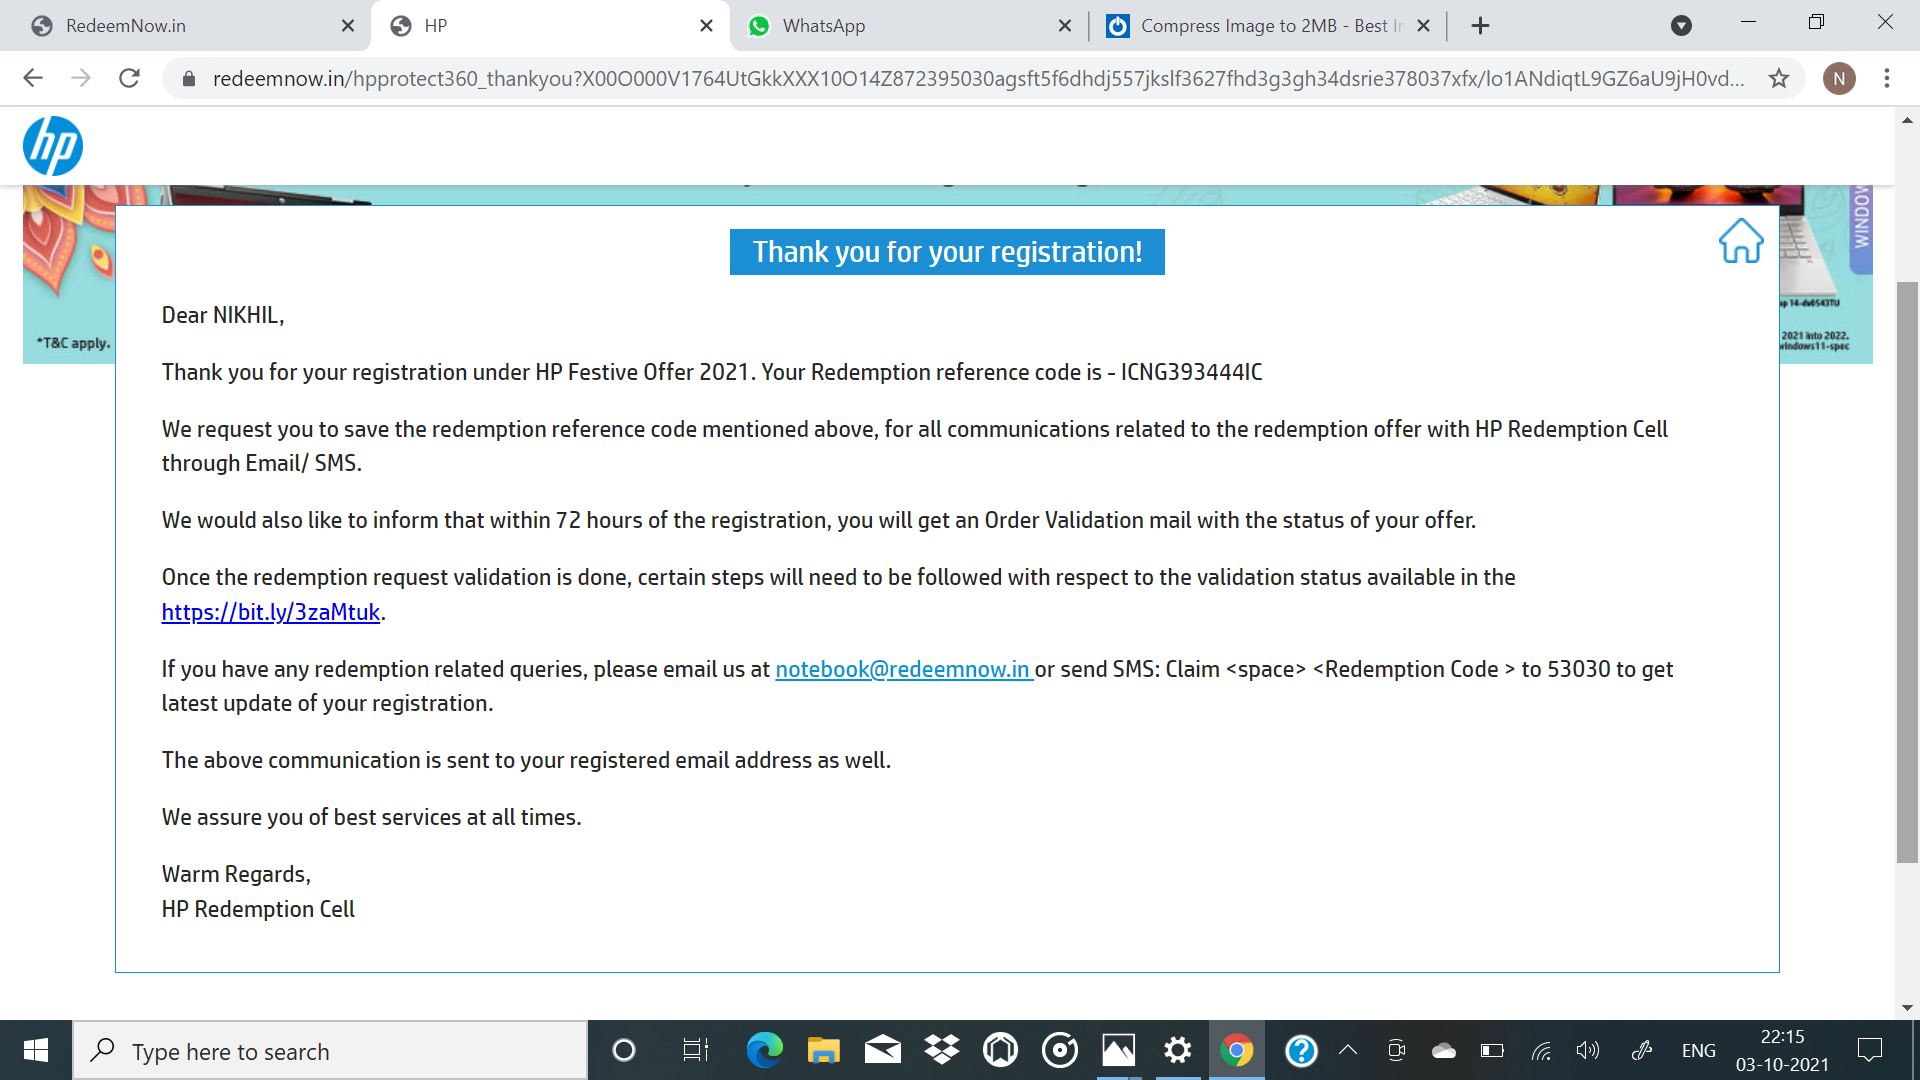 RedeemNow.in
HP
WhatsApp
Compress Image to 2MB - Best
redeemnow.in/hpprotect360_thankyou?X00O000V1764UtGkkXXX10O14Z872395030agsft5f6dhdj557jkslf3627fhd3g3gh34dsrie378037xfx/lo1ANdiqtL9GZ6aU9jH0vd...
N
hp
WINDOW
Thank you for your registration!
Dear NIKHIL,
Thank you for your registration under HP Festive Offer 2021. Your Redemption reference code is - ICNG393444IC
We request you to save the redemption reference code mentioned above, for all communications related to the redemption offer with HP Redemption Cell
through Email/ SMS.
We would also like to inform that within 72 hours of the registration, you will get an Order Validation mail with the status of your offer.
Once the redemption request validation is done, certain steps will need to be followed with respect to the validation status available in the
https://bit.ly/3zaMtuk.
If you have any redemption related queries, please email us at notebook@redeemnow.in or send SMS: Claim <space> <Redemption Code > to 53030 to get
latest update of your registration.
The above communication is sent to your registered email address as well.
We assure you of best services at all times.
Warm Regards,
HP Redemption Cell
*T&C apply.
14-dv0543TU
2021 into 2022.
windows11-spec
Type here to search
ENG
22:15
03-10-2021